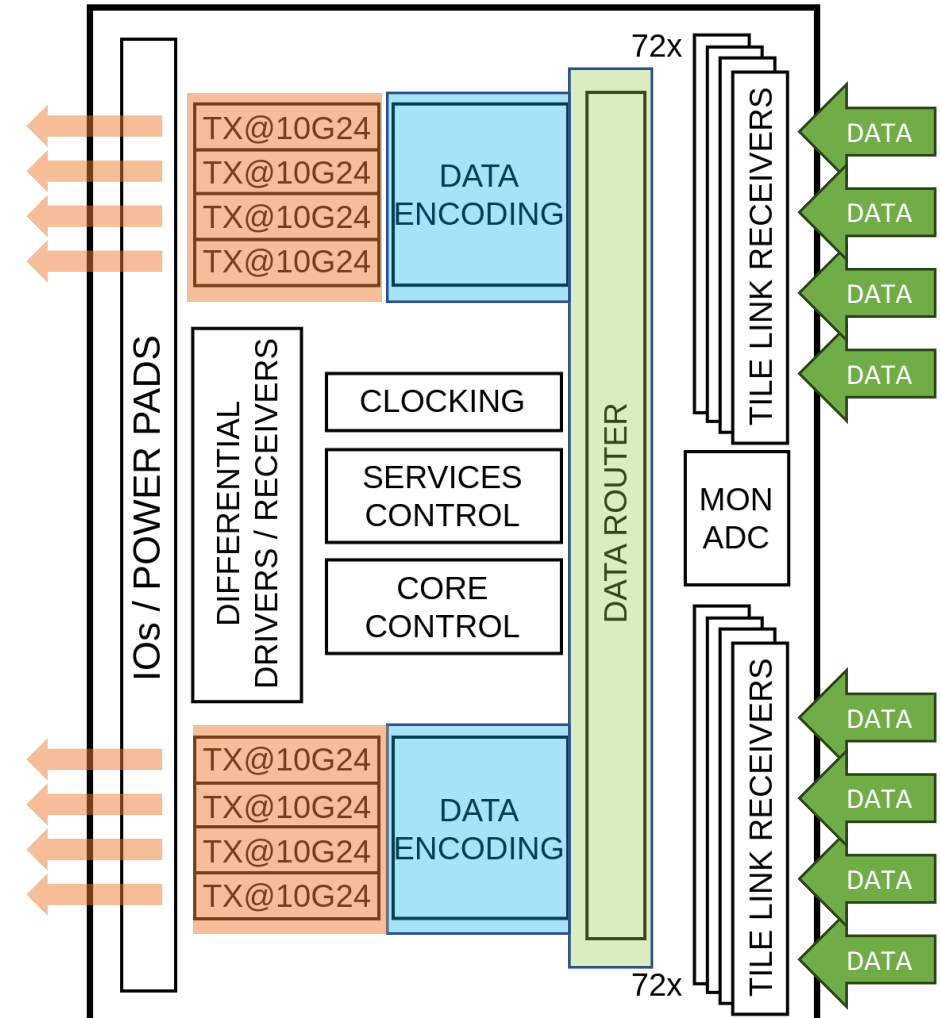 72x
TX@10G24
TX@10G24
TX@10G24
TX@10G24
DATA
ENCODING
TILE LINK RECEIVERS
DATA
DATA
DATA
DATA
IOs / POWER PADS
DIFFERENTIAL
DRIVERS / RECEIVERS
CLOCKING
SERVICES
CONTROL
CORE
CONTROL
DATA ROUTER
MON
ADC
TX@10G24
TX@10G24
TX@10G24
TX@10G24
DATA
ENCODING
TILE LINK RECEIVERS
DATA
DATA
DATA
DATA
72x